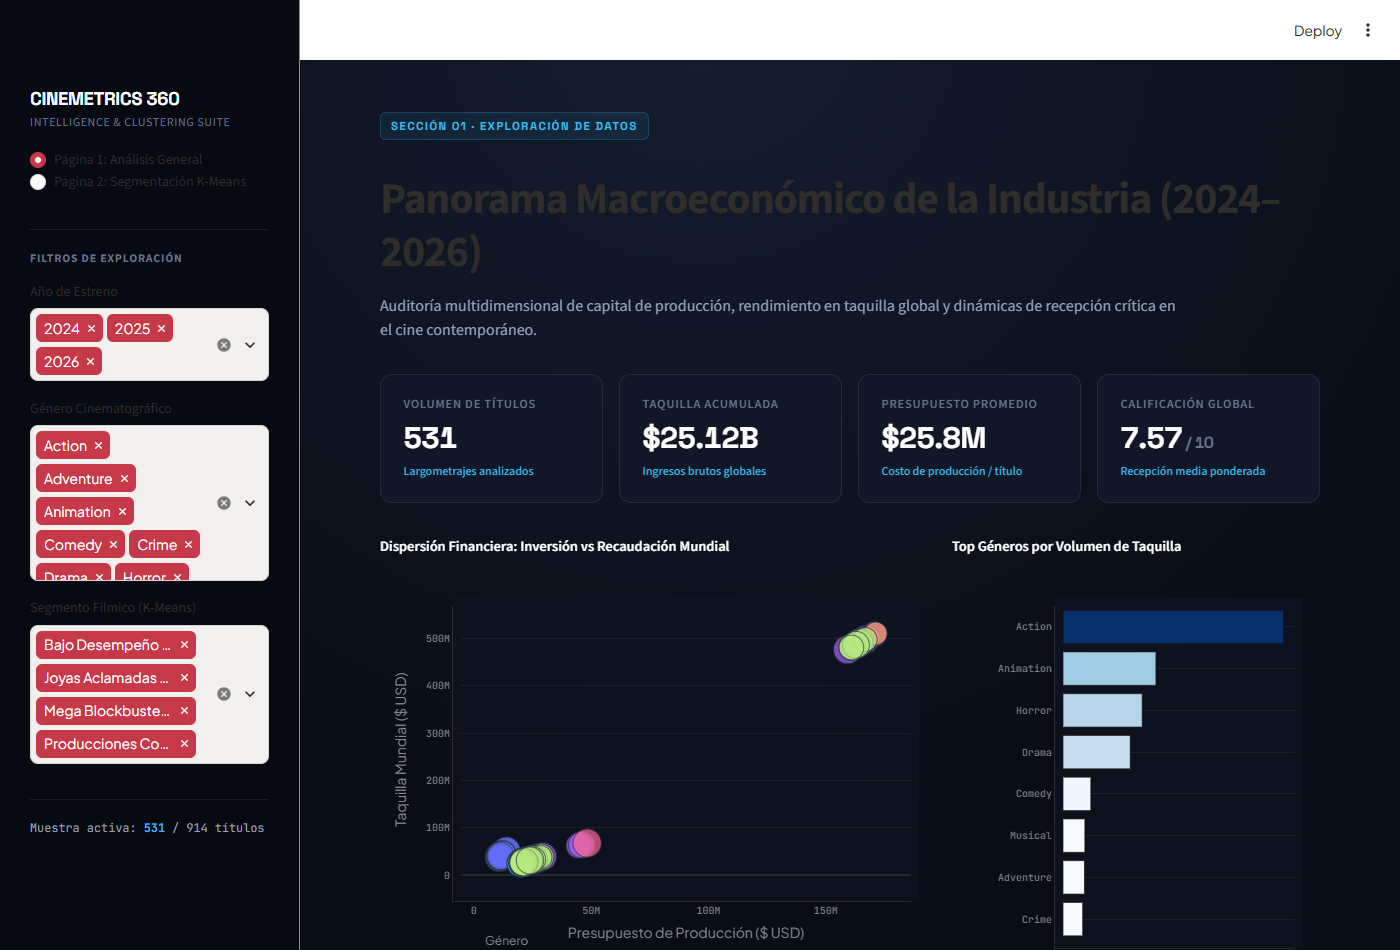 Deploy
CINEMETRICS 360
INTELLIGENCE & CLUSTERING SUITE
Página 1: Análisis General
Página 2: Segmentación K-Means
FILTROS DE EXPLORACIÓN
Año de Estreno
2024 × 2025 ×
2026 ×
Género Cinematográfico
Action ×
Adventure ×
Animation ×
Comedy × Crime ×
Drama × Horror ×
Segmento Fílmico (K-Means)
Bajo Desempeño ... ×
Joyas Aclamadas ... ×
Mega Blockbuste... ×
Producciones Co... ×
Muestra activa: 531 / 914 títulos
SECCIÓN 01 · EXPLORACIÓN DE DATOS
Panorama Macroeconómico de la Industria (2024–
2026)
Auditoría multidimensional de capital de producción, rendimiento en taquilla global y dinámicas de recepción crítica en
el cine contemporáneo.
VOLUMEN DE TÍTULOS
531
Largometrajes analizados
TAQUILLA ACUMULADA
$25.12B
Ingresos brutos globales
PRESUPUESTO PROMEDIO
$25.8M
Costo de producción / título
CALIFICACIÓN GLOBAL
7.57 / 10
Recepción media ponderada
Dispersión Financiera: Inversión vs Recaudación Mundial
Taquilla Mundial ($ USD)
500M
400M
300M
200M
100M
0
0 50M 100M 150M
Presupuesto de Producción ($ USD)
Género
Top Géneros por Volumen de Taquilla
Action
Animation
Horror
Drama
Comedy
Musical
Adventure
Crime